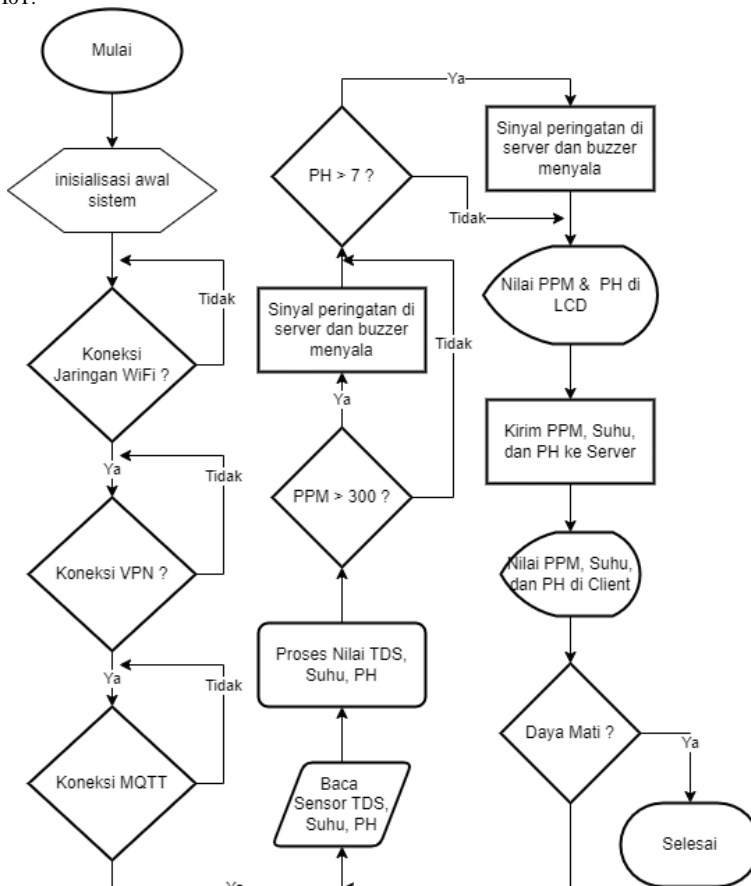 Mulai
inisialisasi awal
sistem
Tidak
Koneksi
Jaringan WiFi ?
Ya
Tidak
Koneksi VPN ?
Ya
Tidak
Koneksi MQTT
Ya
Baca
Sensor TDS,
Suhu, PH
Proses Nilai TDS,
Suhu, PH
PPM > 300 ?
Ya
Tidak
Sinyal peringatan di
server dan buzzer
menyala
PH > 7 ?
Ya
Tidak
Sinyal peringatan di
server dan buzzer
menyala
Nilai PPM & PH di
LCD
Kirim PPM, Suhu,
dan PH ke Server
Nilai PPM, Suhu,
dan PH di Client
Daya Mati ?
Ya
Selesai